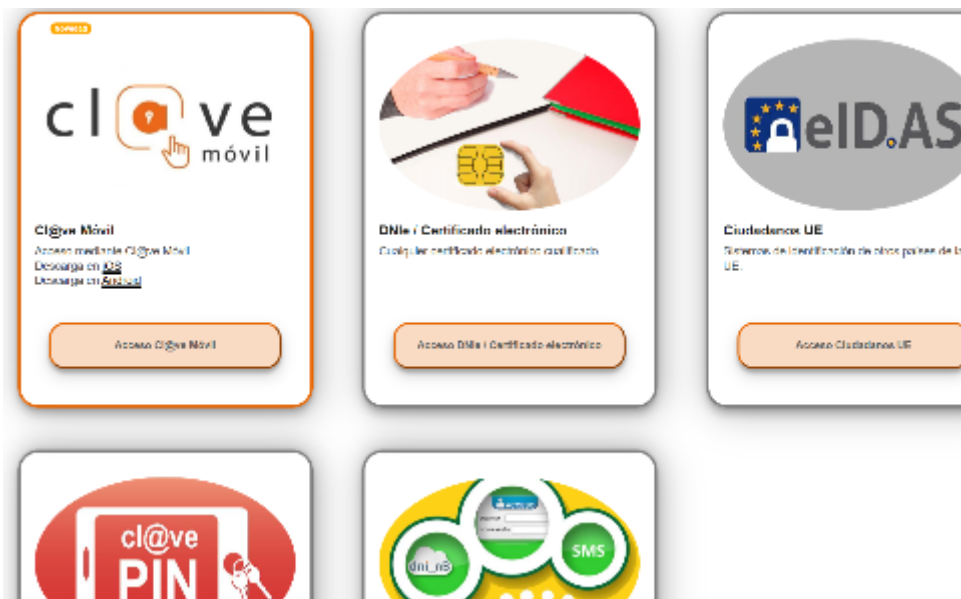 cl@ve
móvil
Cl@ve Móvil
Acceso mediante Cl@ve Móvil
Descarga en iOS
Descarga en Android
Acceso Cl@ve Móvil
DNIe / Certificado electrónico
Cualquier certificado electrónico cualificado
Acceso DNIe / Certificado electrónico
eID.AS
Ciudadanos UE
Sistemas de identificación de otros países de la
UE.
Acceso Ciudadanos UE
cl@ve
PIN
dni_nB
SMS